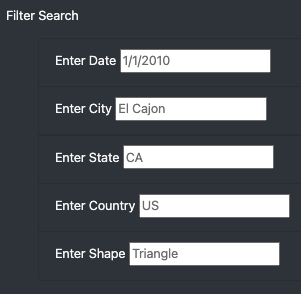 Filter Search
Enter Date 1/1/2010
Enter City El Cajon
Enter State CA
Enter Country US
Enter Shape Triangle